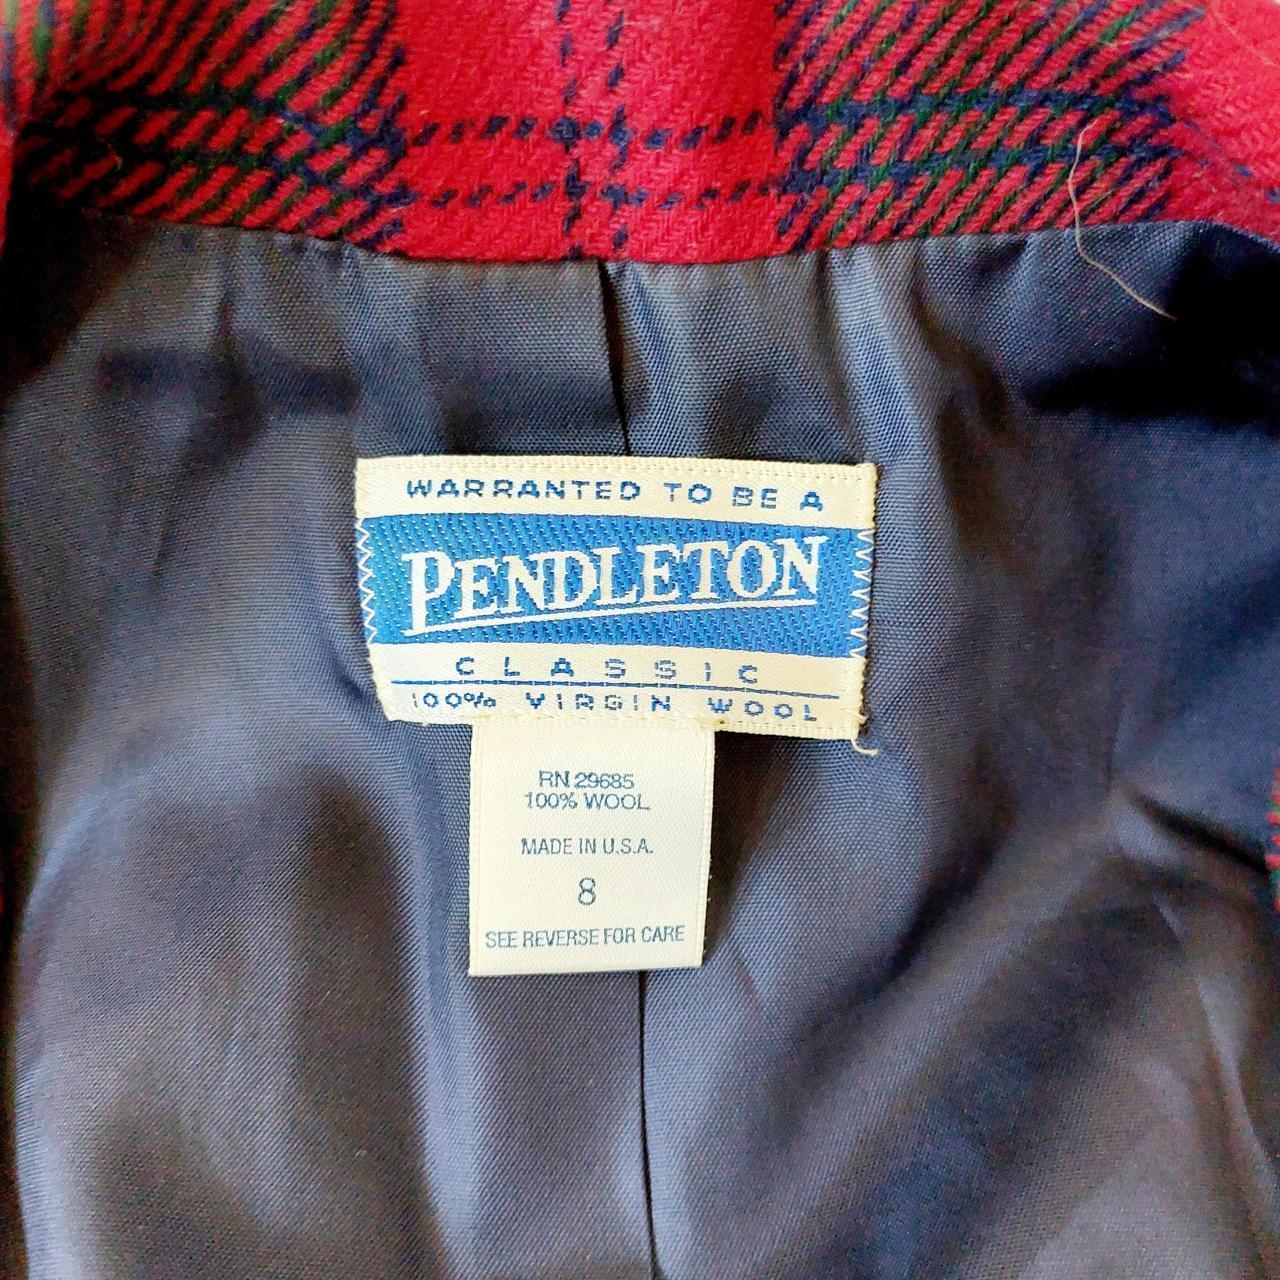 WARRANTED TO BE A
PENDLETON
CLASSIC
100% VIRGIN WOOL
RN 29685
100% WOOL
MADE IN U.S.A.
8
SEE REVERSE FOR CARE